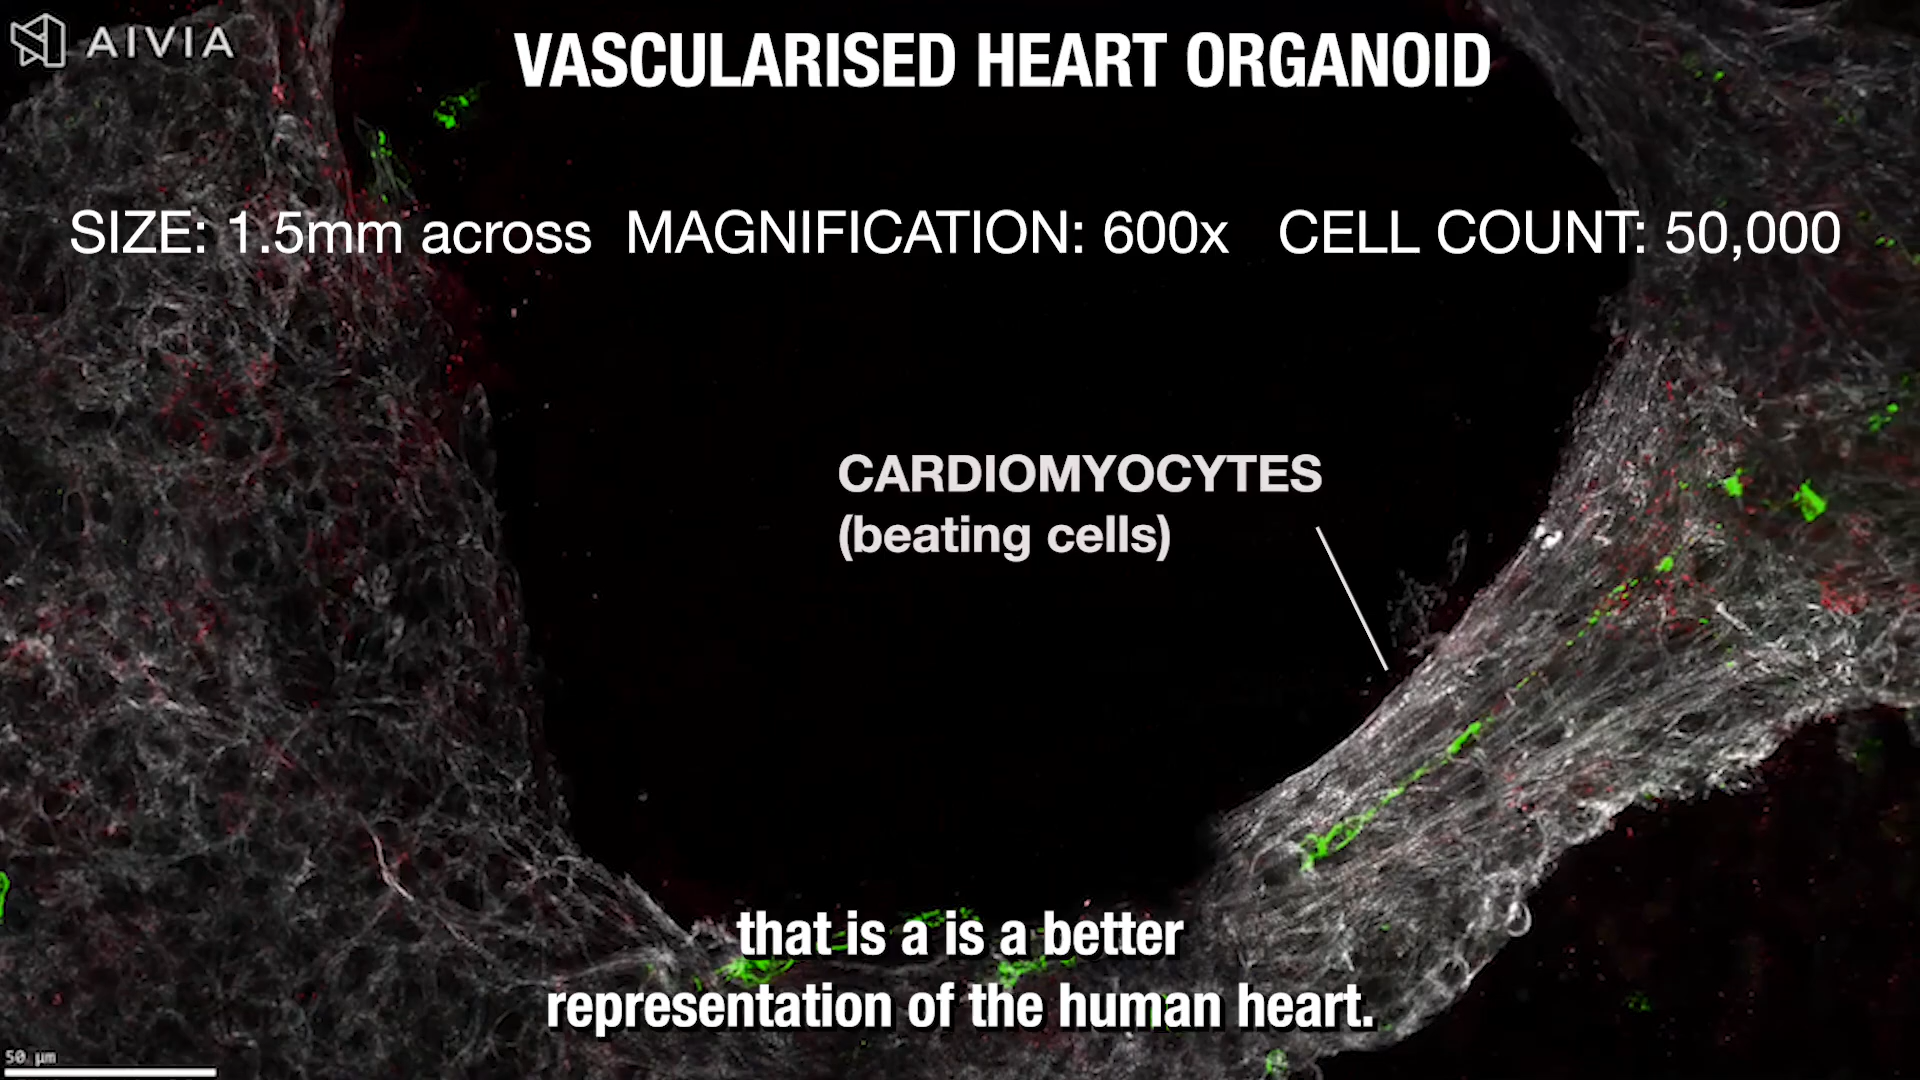 AIVIA
VASCULARISED HEART ORGANOID
SIZE: 1.5mm across MAGNIFICATION: 600x CELL COUNT: 50,000
CARDIOMYOCYTES
(beating cells)
that is a is a better
representation of the human heart.
50 µm